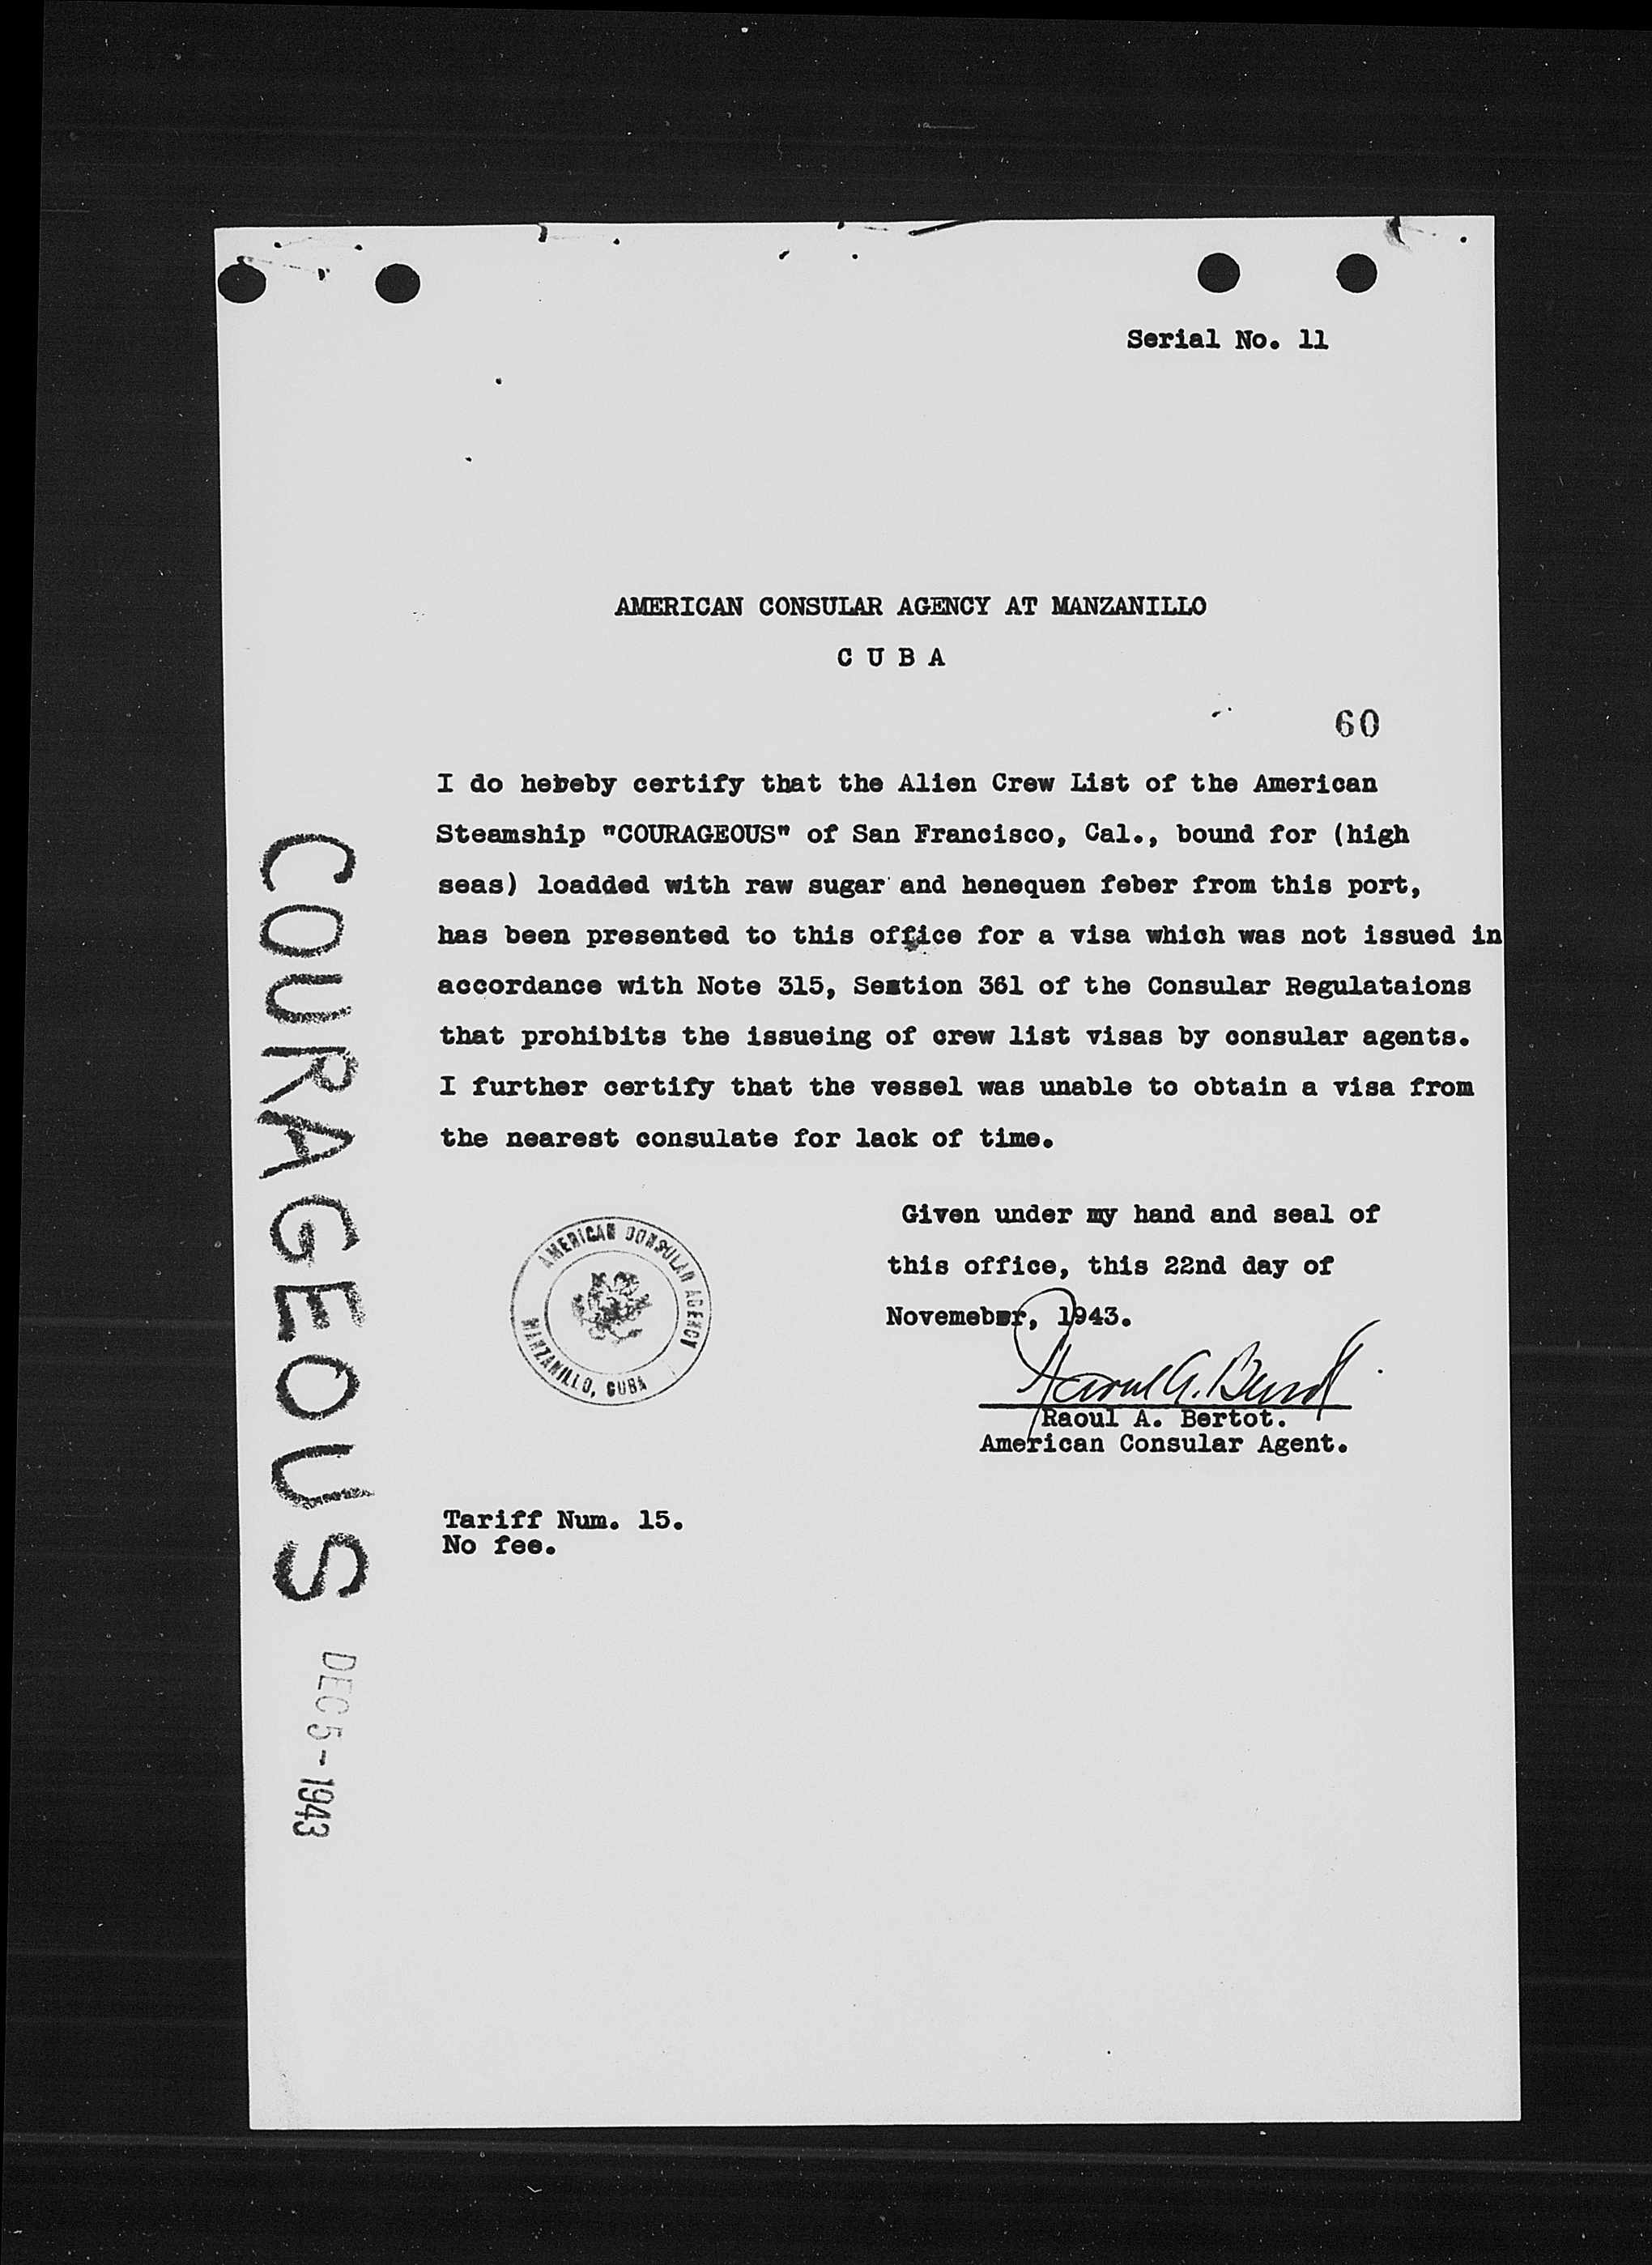 Serial No. 11
AMERICAN CONSULAR AGENCY AT MANZANILLO
C U B A
60
I do hereby certify that the Alien Crew List of the American
Steamship "COURAGEOUS" of San Francisco, Cal., bound for (high
seas) loadded with raw sugar and henequen feber from this port,
has been presented to this office for a visa which was not issued in
accordance with Note 315, Section 361 of the Consular Regulataions
that prohibits the issueing of crew list visas by consular agents.
I further certify that the vessel was unable to obtain a visa from
the nearest consulate for lack of time.
Given under my hand and seal of
this office, this 22nd day of
Novemeber, 1943.
Raoul A. Bertot
Raoul A. Bertot.
American Consular Agent.
AMERICAN CONSULAR AGENCY
MANZANILLO, CUBA
Tariff Num. 15.
No fee.
COURAGEOUS
DEC 5-1943